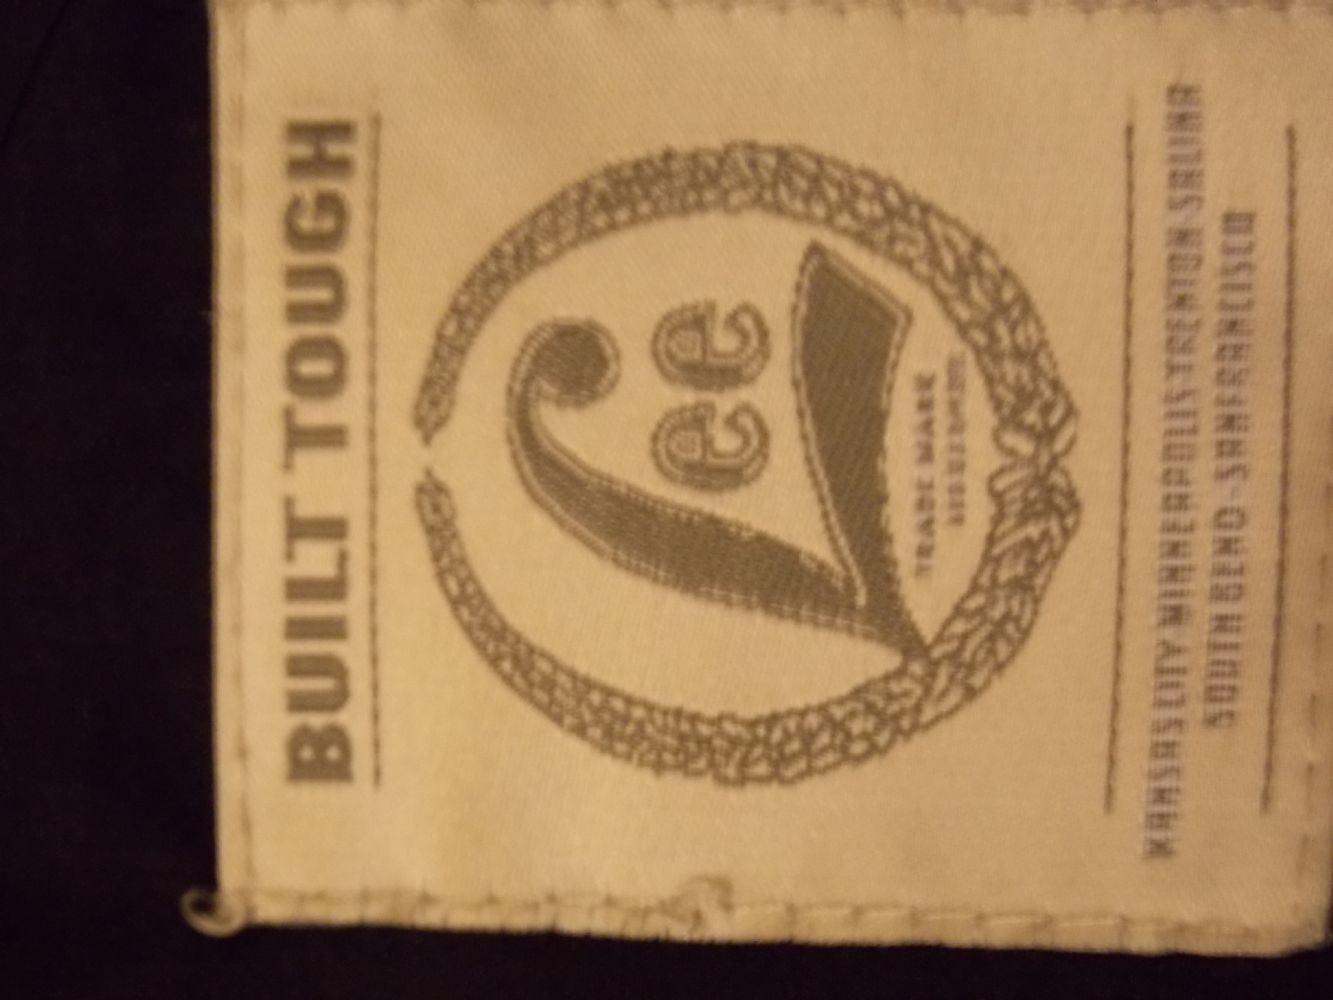 BUILT TOUGH
Lee
TRADE MARK
REGISTERED
KANSAS CITY MINNEAPOLIS TRENTON SALINA
SOUTH BEND - SAN FRANCISCO